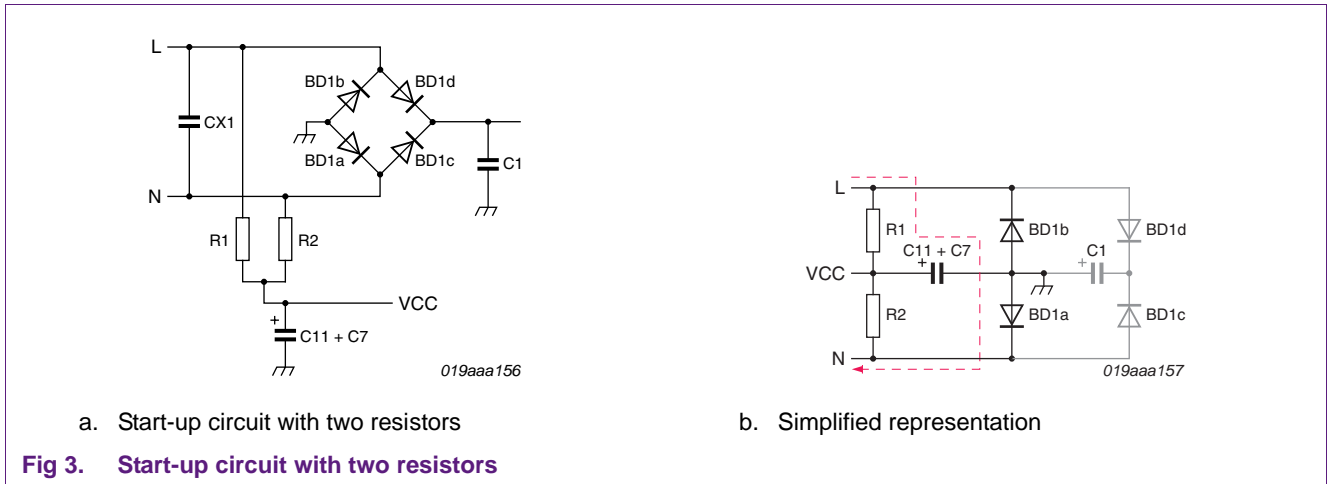 L
BD1b
BD1d
CX1
BD1a
BD1c
C1
N
R1
R2
VCC
+
C11 + C7
019aaa156
L
R1
BD1b
BD1d
C11 + C7
+
C1
+
VCC
R2
BD1a
BD1c
N
019aaa157
a. Start-up circuit with two resistors
b. Simplified representation
Fig 3. Start-up circuit with two resistors